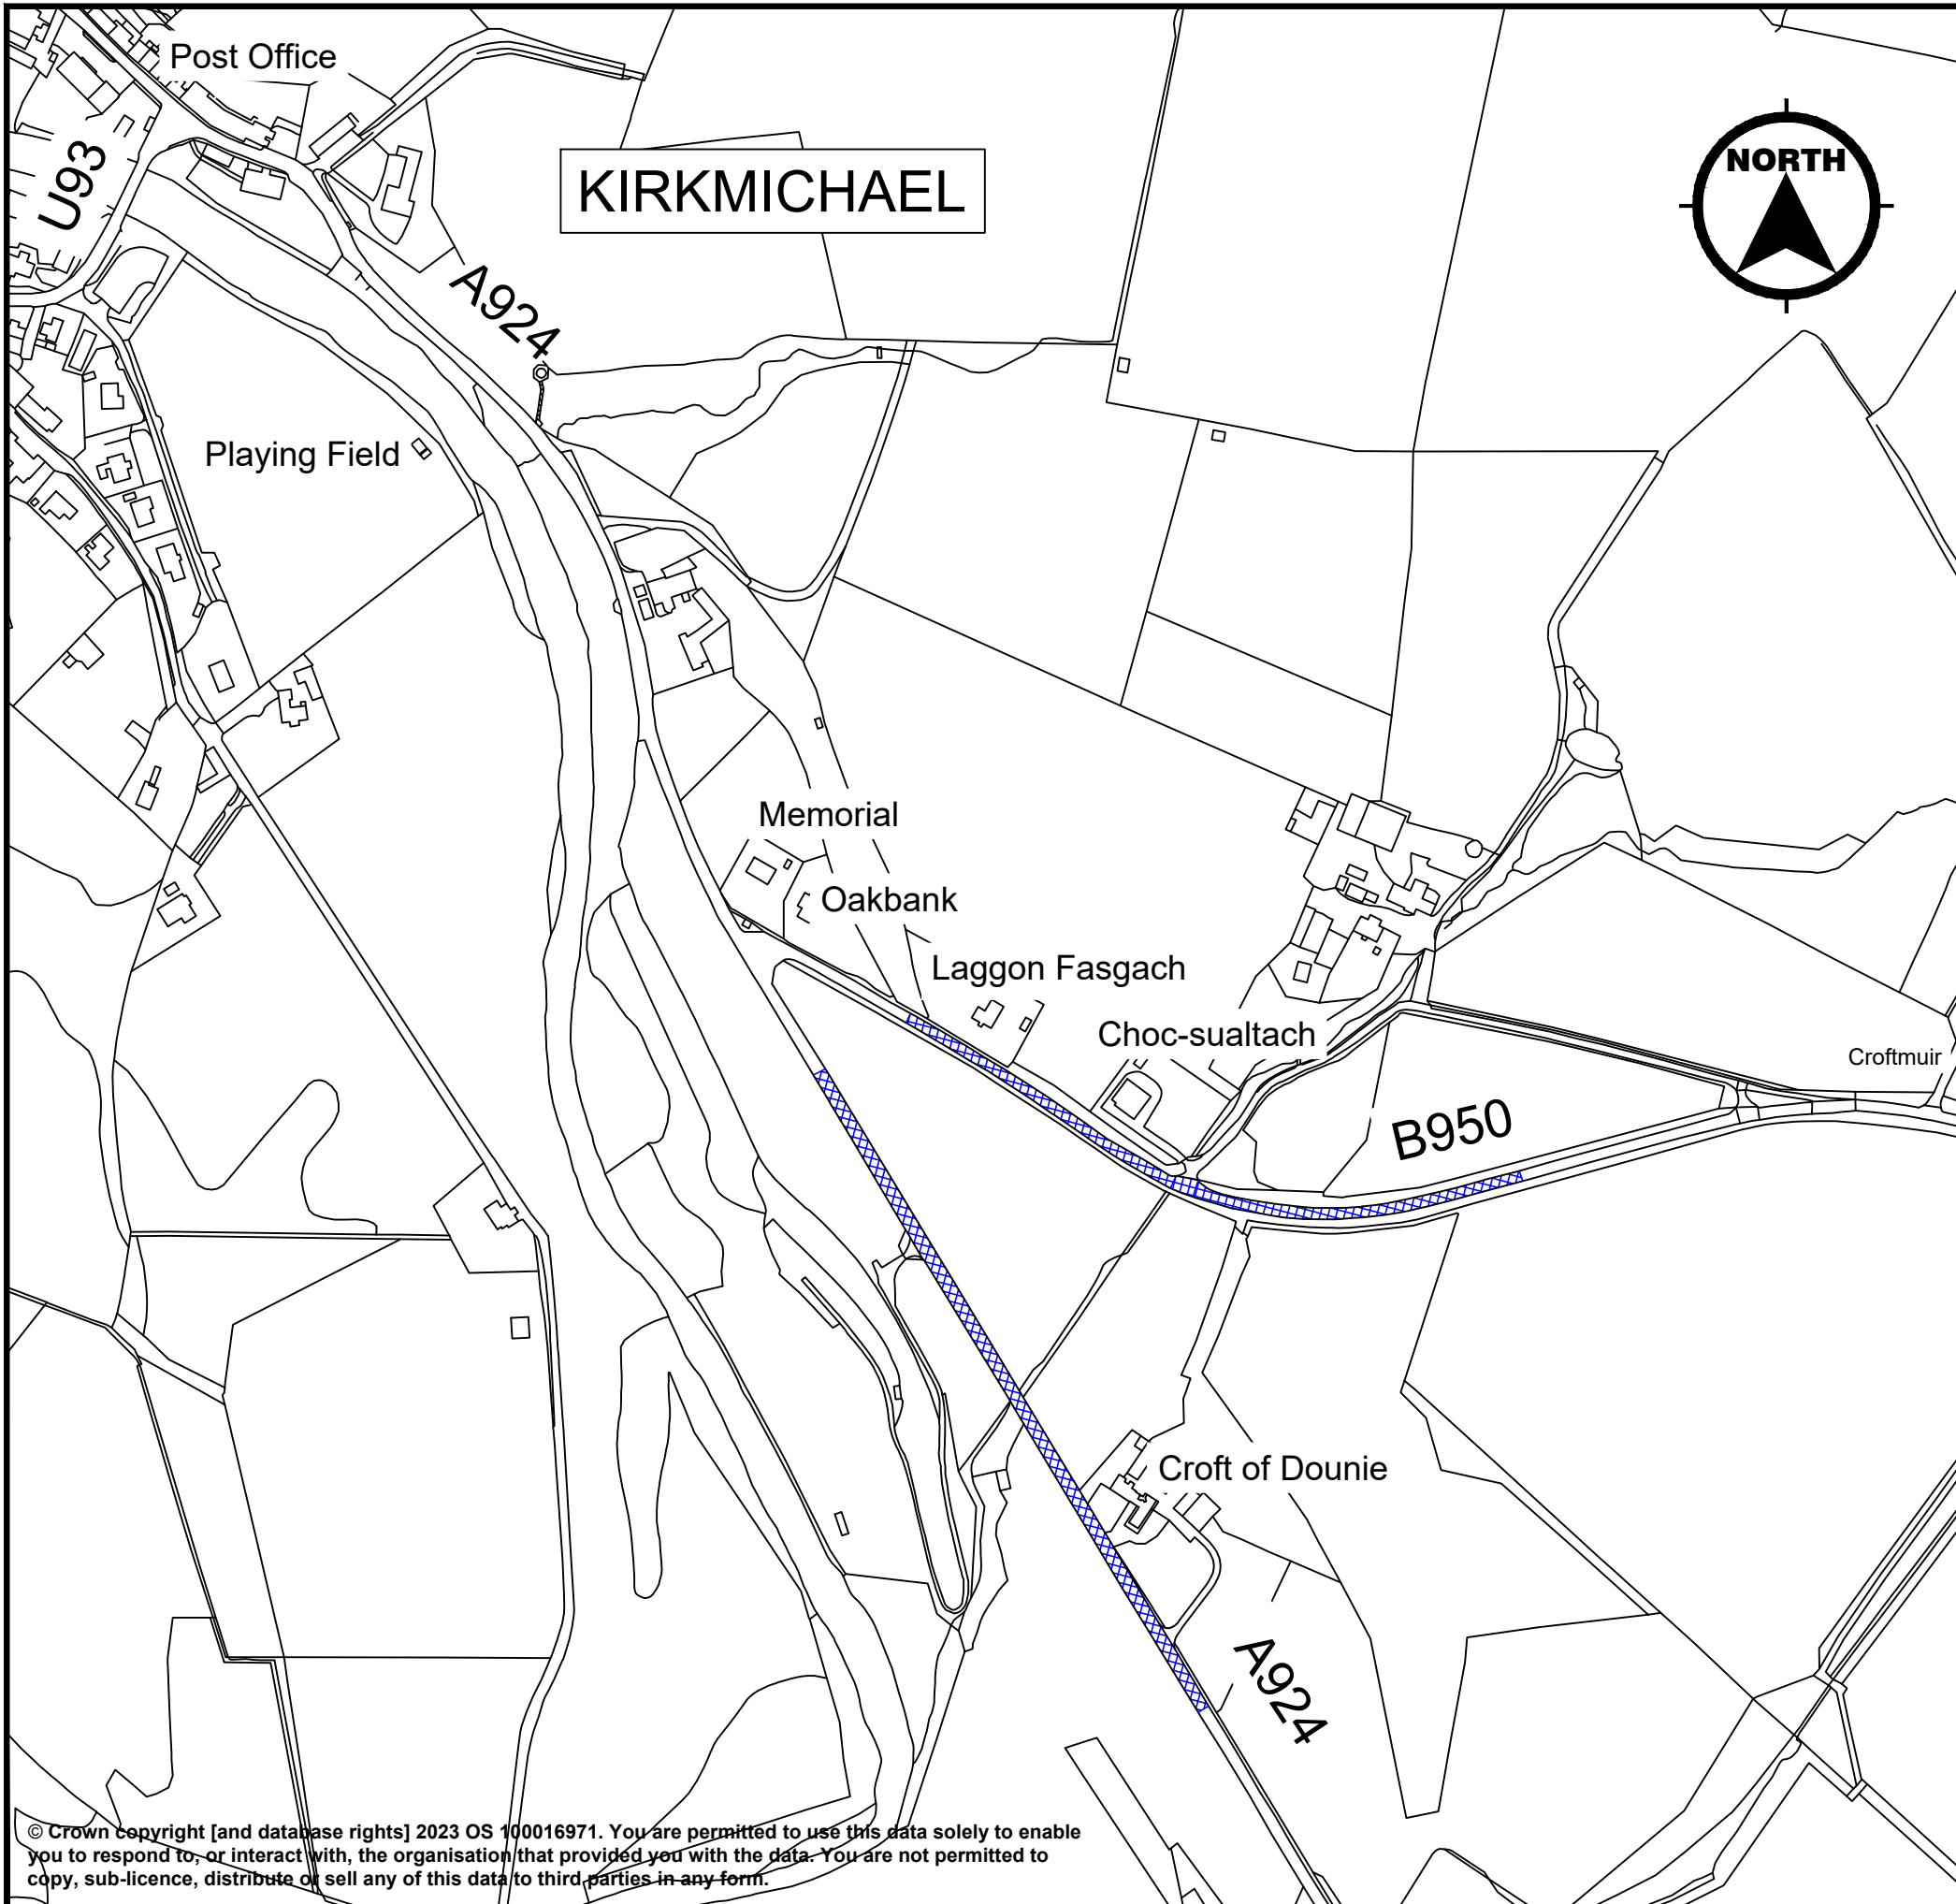 Post Office
U93
KIRKMICHAEL
NORTH
A924
Playing Field
Memorial
Oakbank
Laggon Fasgach
Choc-sualtach
Croftmuir
B950
Croft of Dounie
A924
© Crown copyright [and database rights] 2023 OS 100016971. You are permitted to use this data solely to enable
you to respond to, or interact with, the organisation that provided you with the data. You are not permitted to
copy, sub-licence, distribute or sell any of this data to third parties in any form.